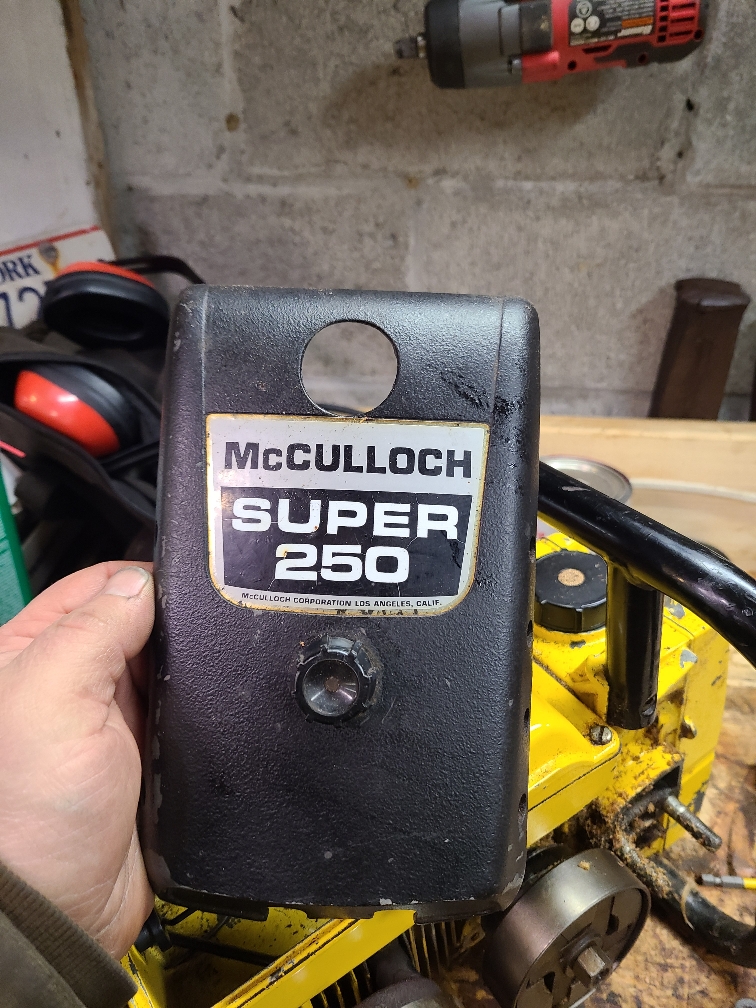 McCULLOCH
SUPER
250
McCULLOCH CORPORATION LOS ANGELES, CALIF.